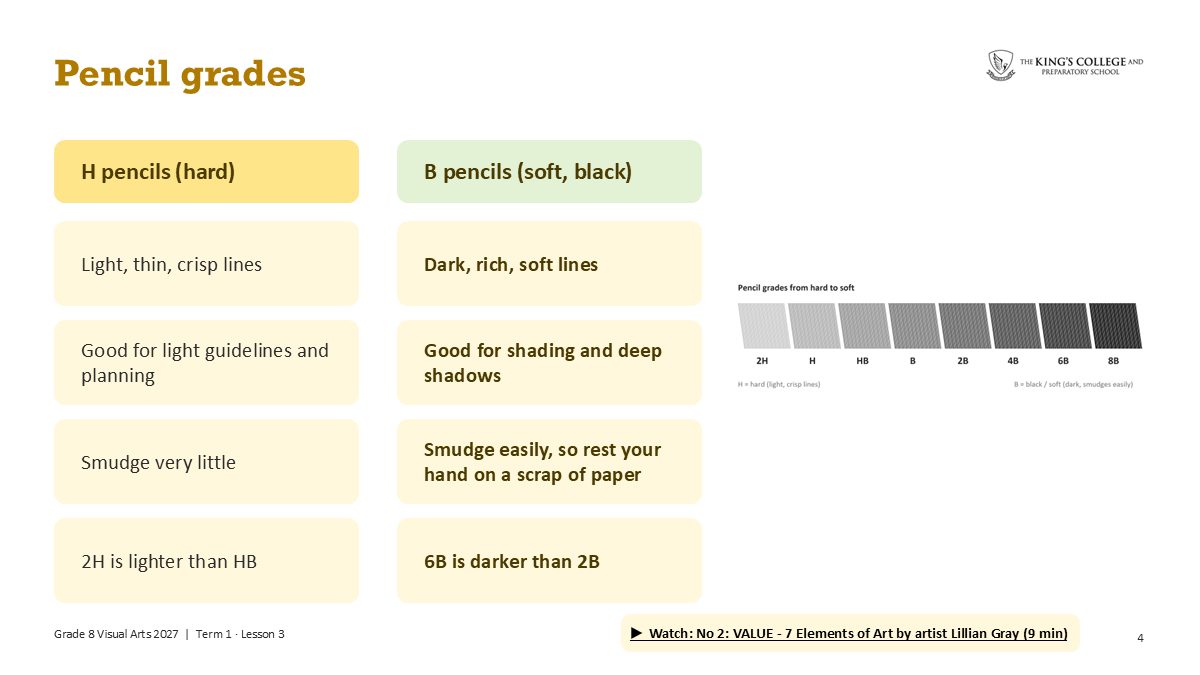 Pencil grades
THE KING'S COLLEGE AND
PREPARATORY SCHOOL
H pencils (hard)
B pencils (soft, black)
Light, thin, crisp lines
Dark, rich, soft lines
Good for light guidelines and
planning
Good for shading and deep
shadows
Smudge very little
Smudge easily, so rest your
hand on a scrap of paper
2H is lighter than HB
6B is darker than 2B
Pencil grades from hard to soft
2H H HB B 2B 4B 6B 8B
H = hard (light, crisp lines)
B = black / soft (dark, smudges easily)
Grade 8 Visual Arts 2027 | Term 1 · Lesson 3
▶ Watch: No 2: VALUE - 7 Elements of Art by artist Lillian Gray (9 min)
4